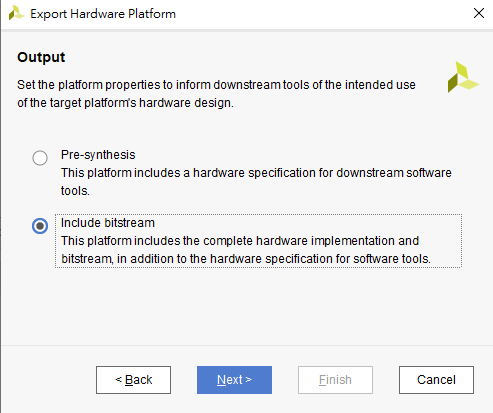 Export Hardware Platform
Output
Set the platform properties to inform downstream tools of the intended use
of the target platform's hardware design.
Pre-synthesis
This platform includes a hardware specification for downstream software
tools.
Include bitstream
This platform includes the complete hardware implementation and
bitstream, in addition to the hardware specification for software tools.
< Back
Next >
Finish
Cancel